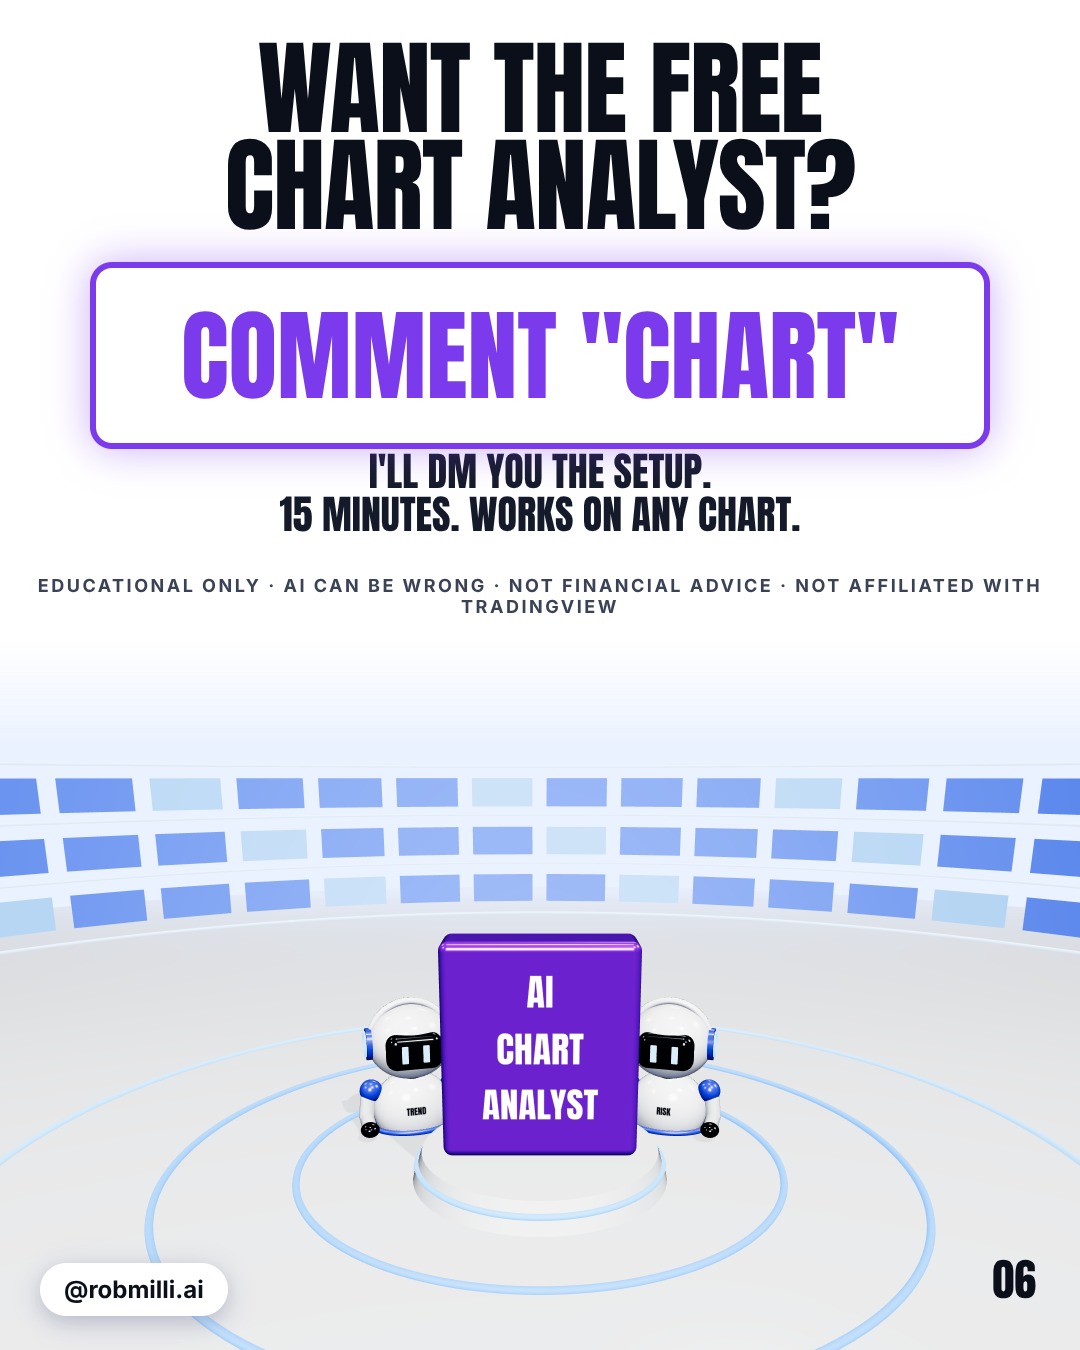 WANT THE FREE
CHART ANALYST?
COMMENT "CHART"
I'LL DM YOU THE SETUP.
15 MINUTES. WORKS ON ANY CHART.
EDUCATIONAL ONLY · AI CAN BE WRONG · NOT FINANCIAL ADVICE · NOT AFFILIATED WITH
TRADINGVIEW
AI
CHART
ANALYST
TREND
RISK
@robmilli.ai
06